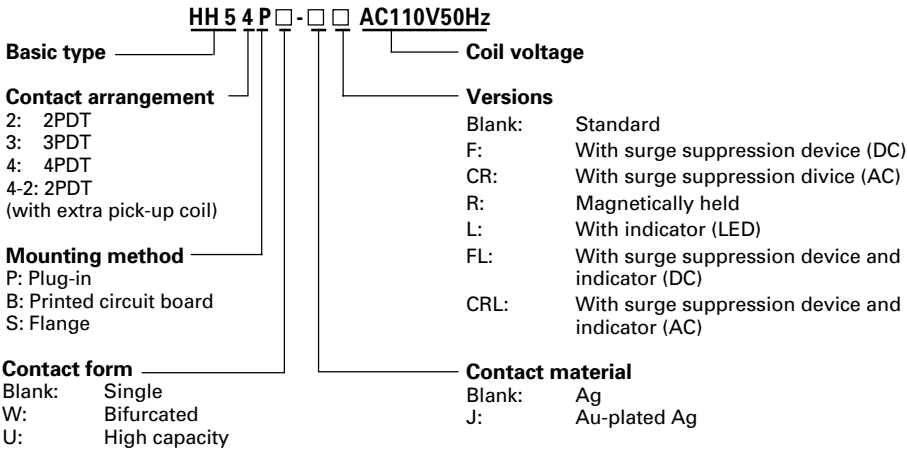 HH 5 4 P □ - □ □ AC110V50Hz
Basic type
Contact arrangement
2: 2PDT
3: 3PDT
4: 4PDT
4-2: 2PDT
(with extra pick-up coil)
Mounting method
P: Plug-in
B: Printed circuit board
S: Flange
Contact form
Blank: Single
W: Bifurcated
U: High capacity
Coil voltage
Versions
Blank: Standard
F: With surge suppression device (DC)
CR: With surge suppression divice (AC)
R: Magnetically held
L: With indicator (LED)
FL: With surge suppression device and
indicator (DC)
CRL: With surge suppression device and
indicator (AC)
Contact material
Blank: Ag
J: Au-plated Ag